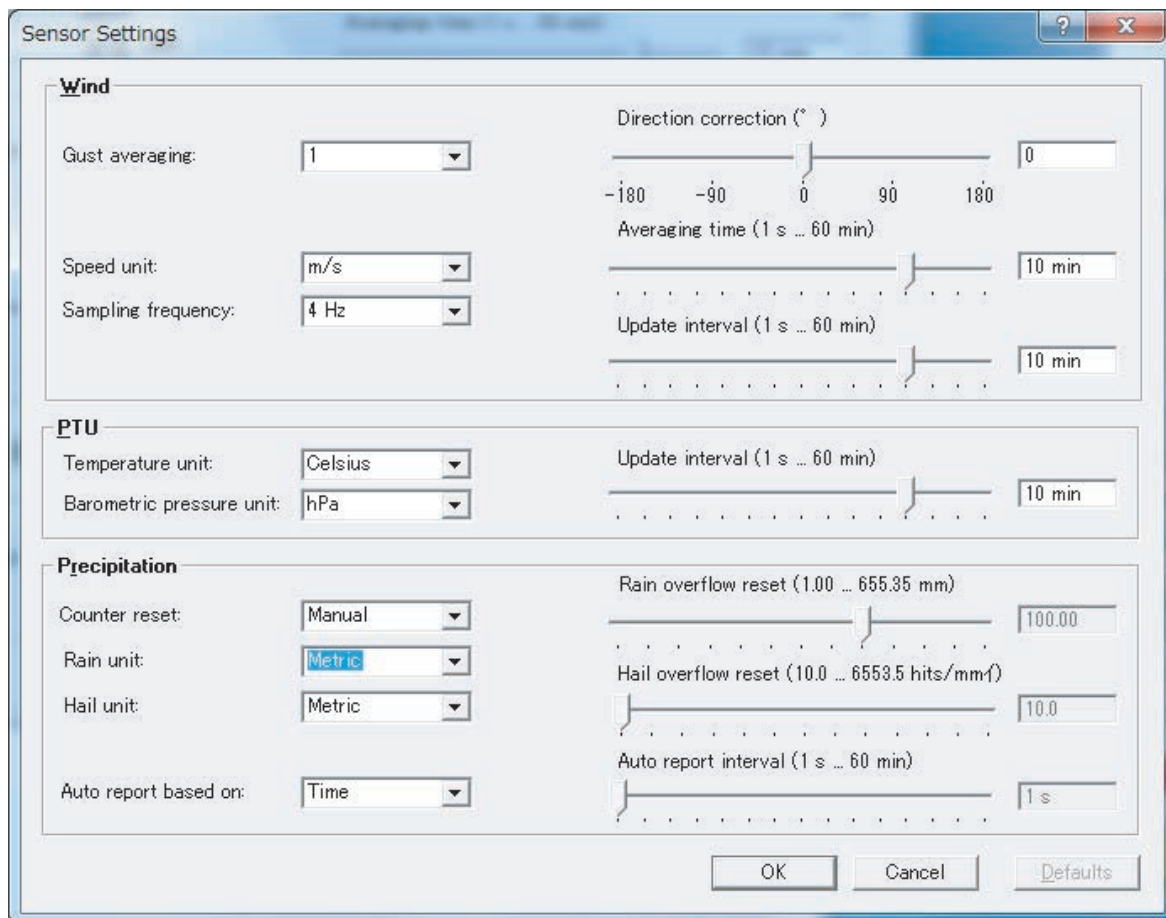 Sensor Settings
Wind
Direction correction (° )
Gust averaging: 1 0
-180 -90 0 90 180
Averaging time (1 s ... 60 min)
Speed unit: m/s 10 min
Sampling frequency: 4 Hz
Update interval (1 s ... 60 min)
10 min
PTU
Temperature unit: Celsius
Update interval (1 s ... 60 min)
Barometric pressure unit: hPa 10 min
Precipitation
Rain overflow reset (1.00 ... 655.35 mm)
Counter reset: Manual 100.00
Rain unit: Metric
Hail overflow reset (10.0 ... 6553.5 hits/mmイ)
Hail unit: Metric 10.0
Auto report interval (1 s ... 60 min)
Auto report based on: Time 1 s
OK Cancel Defaults